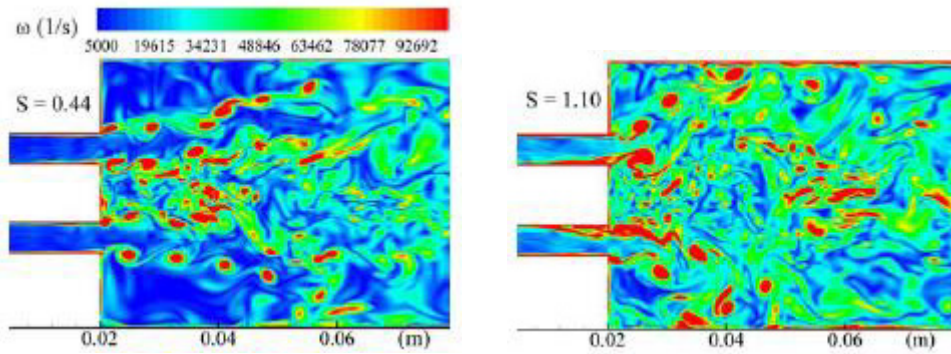 ω (1/s)
5000 19615 34231 48846 63462 78077 92692
S = 0.44
S = 1.10
0.02 0.04 0.06 (m)
0.02 0.04 0.06 (m)